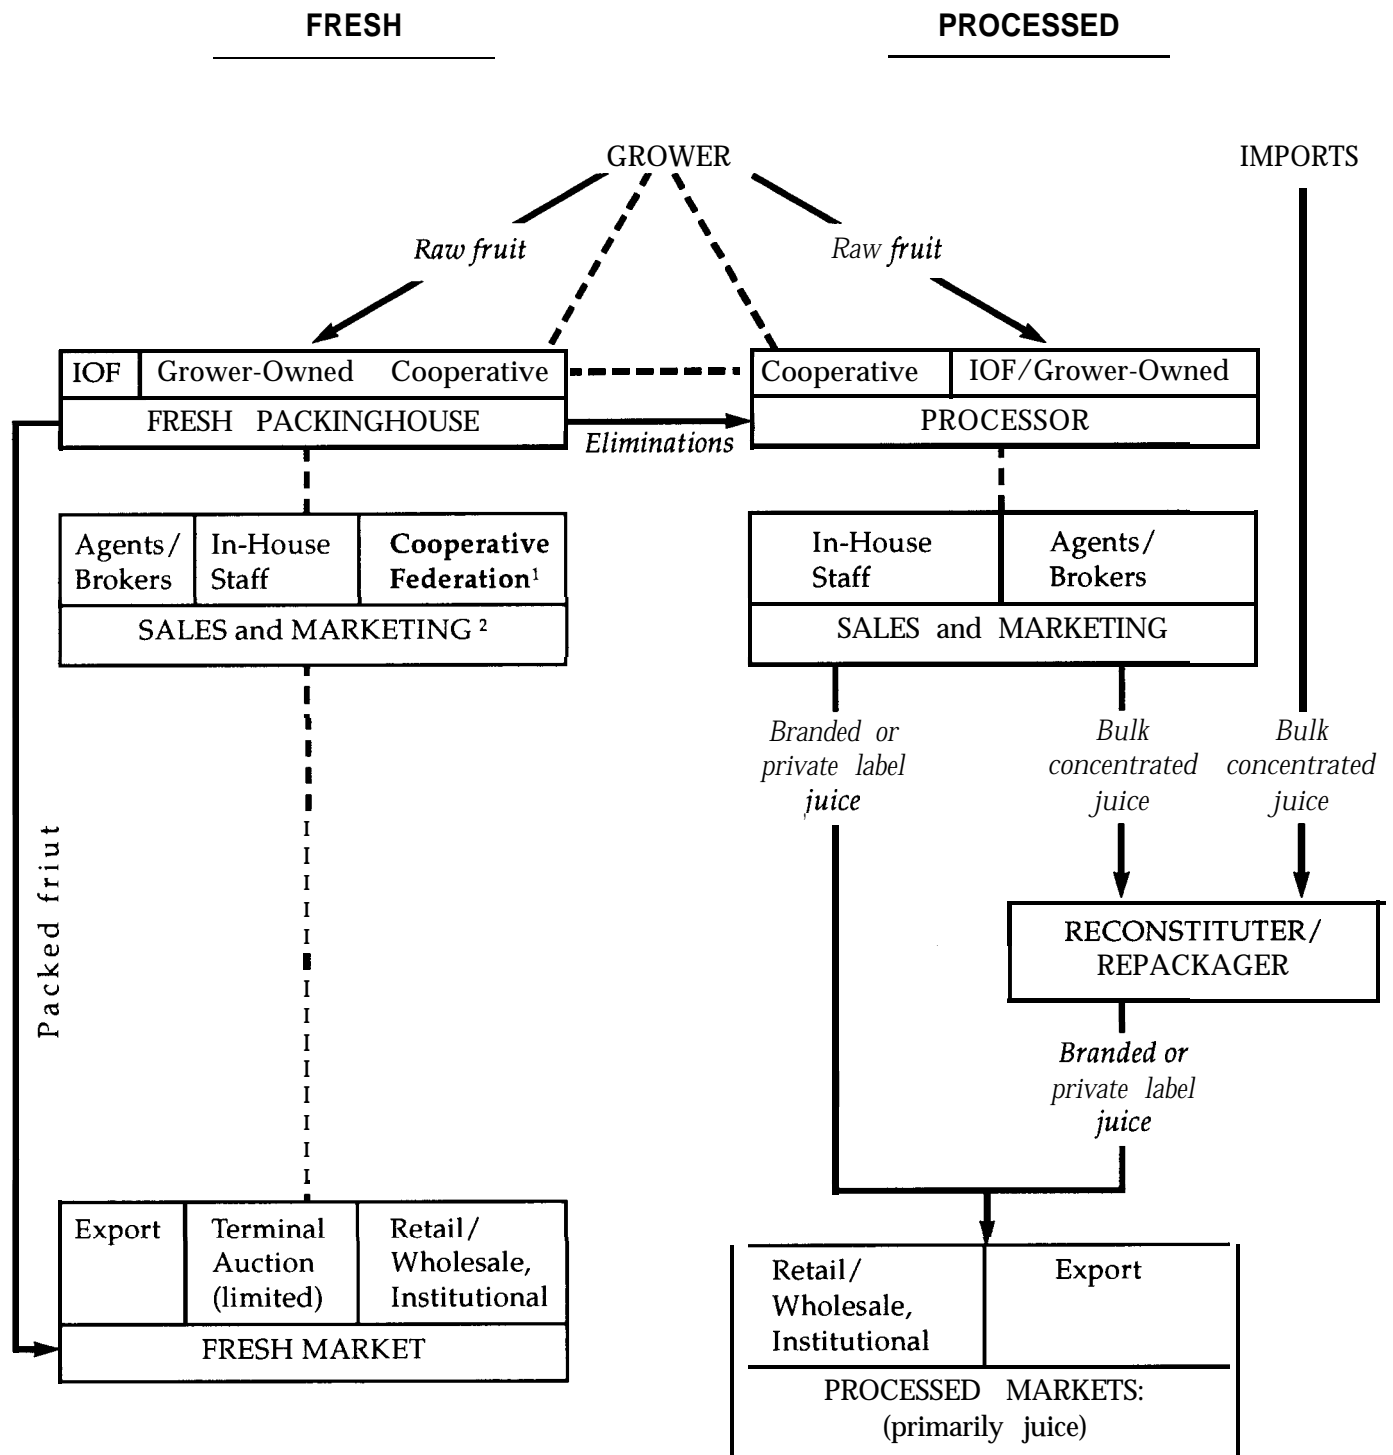 FRESH
PROCESSED
GROWER
IMPORTS
Raw fruit
Raw fruit
IOF
Grower-Owned Cooperative
FRESH PACKINGHOUSE
Eliminations
Cooperative
IOF/Grower-Owned
PROCESSOR
Agents/
Brokers
In-House
Staff
Cooperative
Federation¹
SALES and MARKETING ²
In-House
Staff
Agents/
Brokers
SALES and MARKETING
Branded or
private label
juice
Bulk
concentrated
juice
Bulk
concentrated
juice
Packed friut
RECONSTITUTER/
REPACKAGER
Branded or
private label
juice
Export
Terminal
Auction
(limited)
Retail/
Wholesale,
Institutional
FRESH MARKET
Retail/
Wholesale,
Institutional
Export
PROCESSED MARKETS:
(primarily juice)